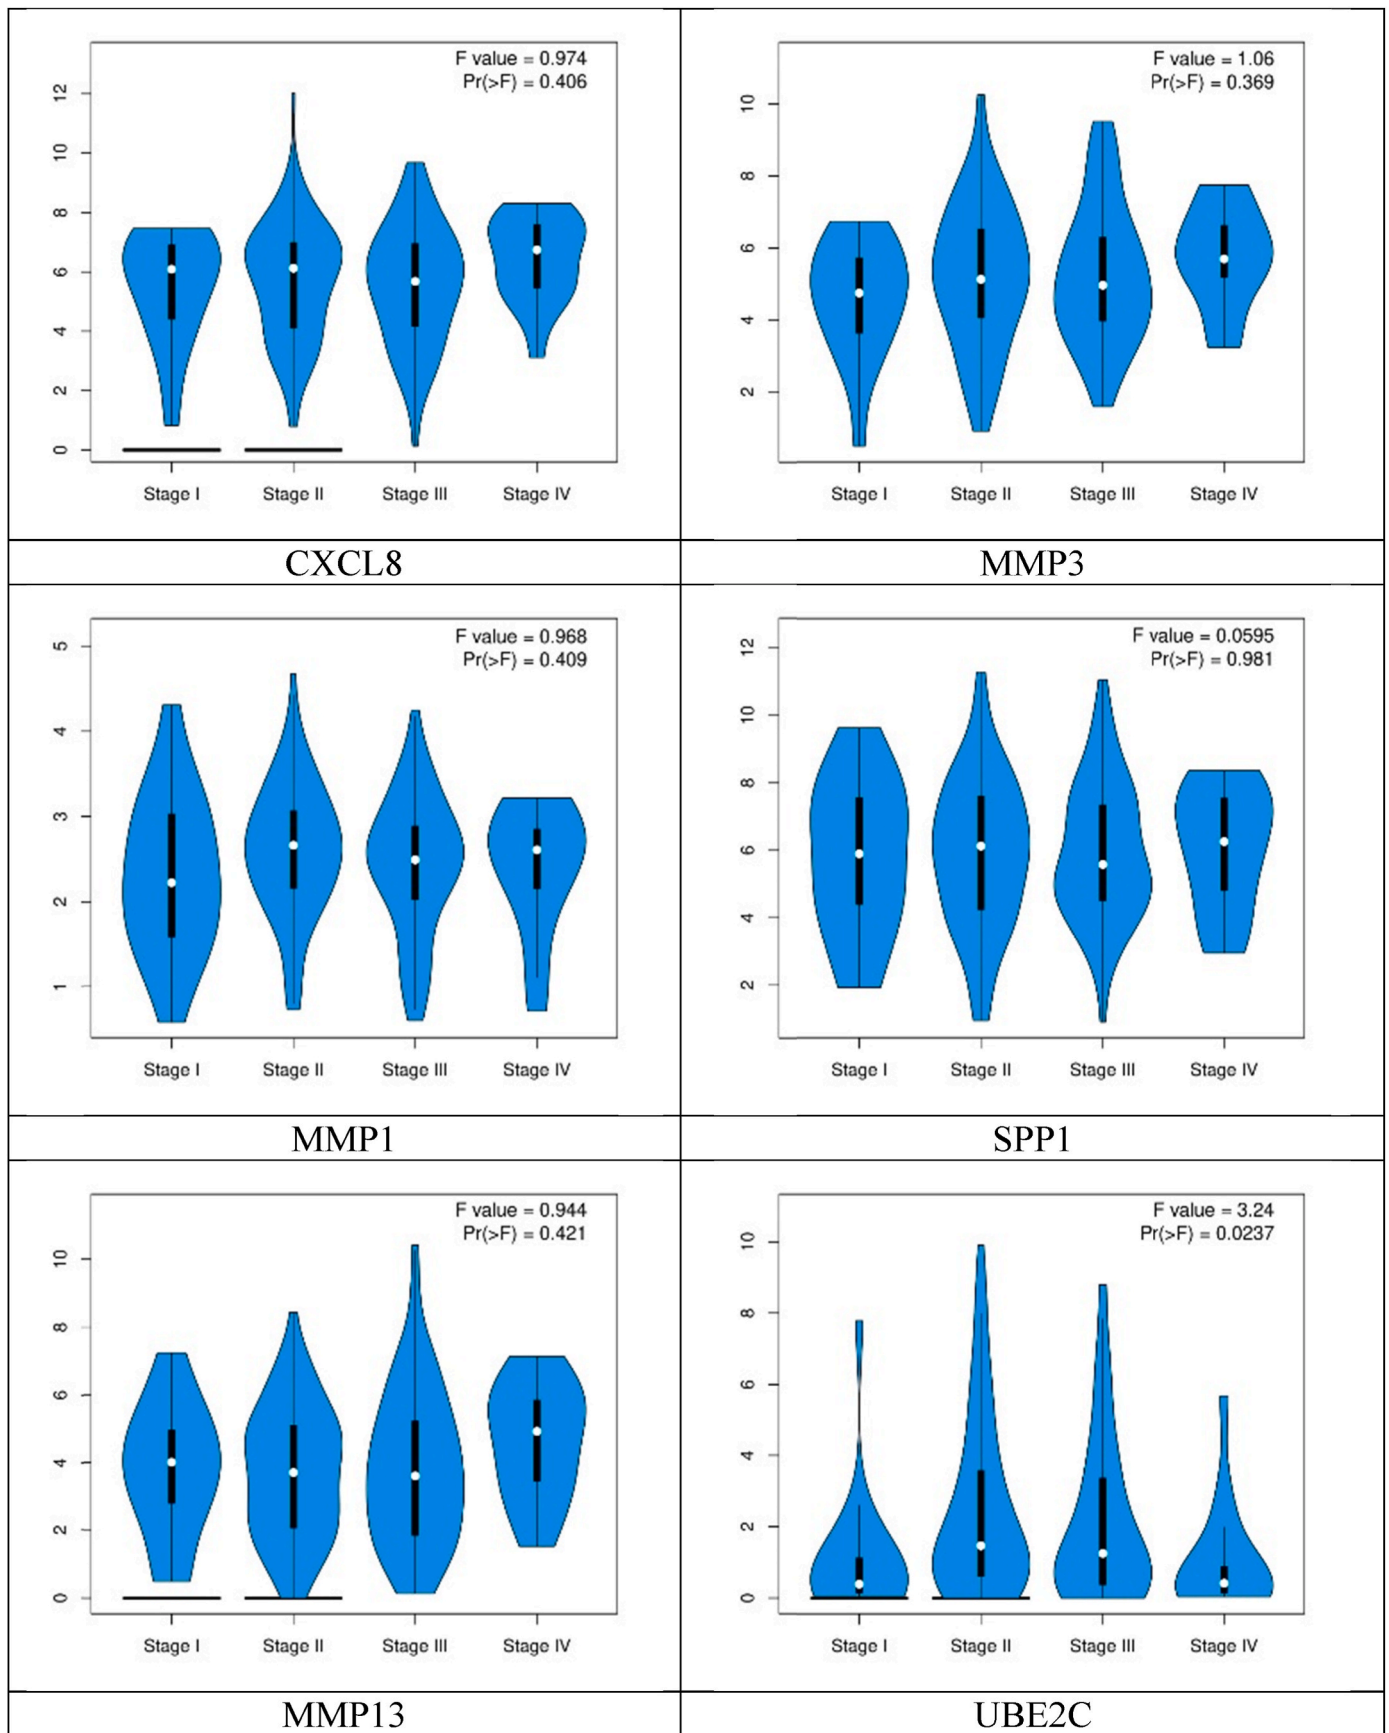 F value = 0.974
Pr(>F) = 0.406
12
10
8
6
4
2
0
Stage I Stage II Stage III Stage IV
CXCL8
F value = 1.06
Pr(>F) = 0.369
10
8
6
4
2
Stage I Stage II Stage III Stage IV
MMP3
F value = 0.968
Pr(>F) = 0.409
5
4
3
2
1
Stage I Stage II Stage III Stage IV
MMP1
F value = 0.0595
Pr(>F) = 0.981
12
10
8
6
4
2
Stage I Stage II Stage III Stage IV
SPP1
F value = 0.944
Pr(>F) = 0.421
10
8
6
4
2
0
Stage I Stage II Stage III Stage IV
MMP13
F value = 3.24
Pr(>F) = 0.0237
10
8
6
4
2
0
Stage I Stage II Stage III Stage IV
UBE2C